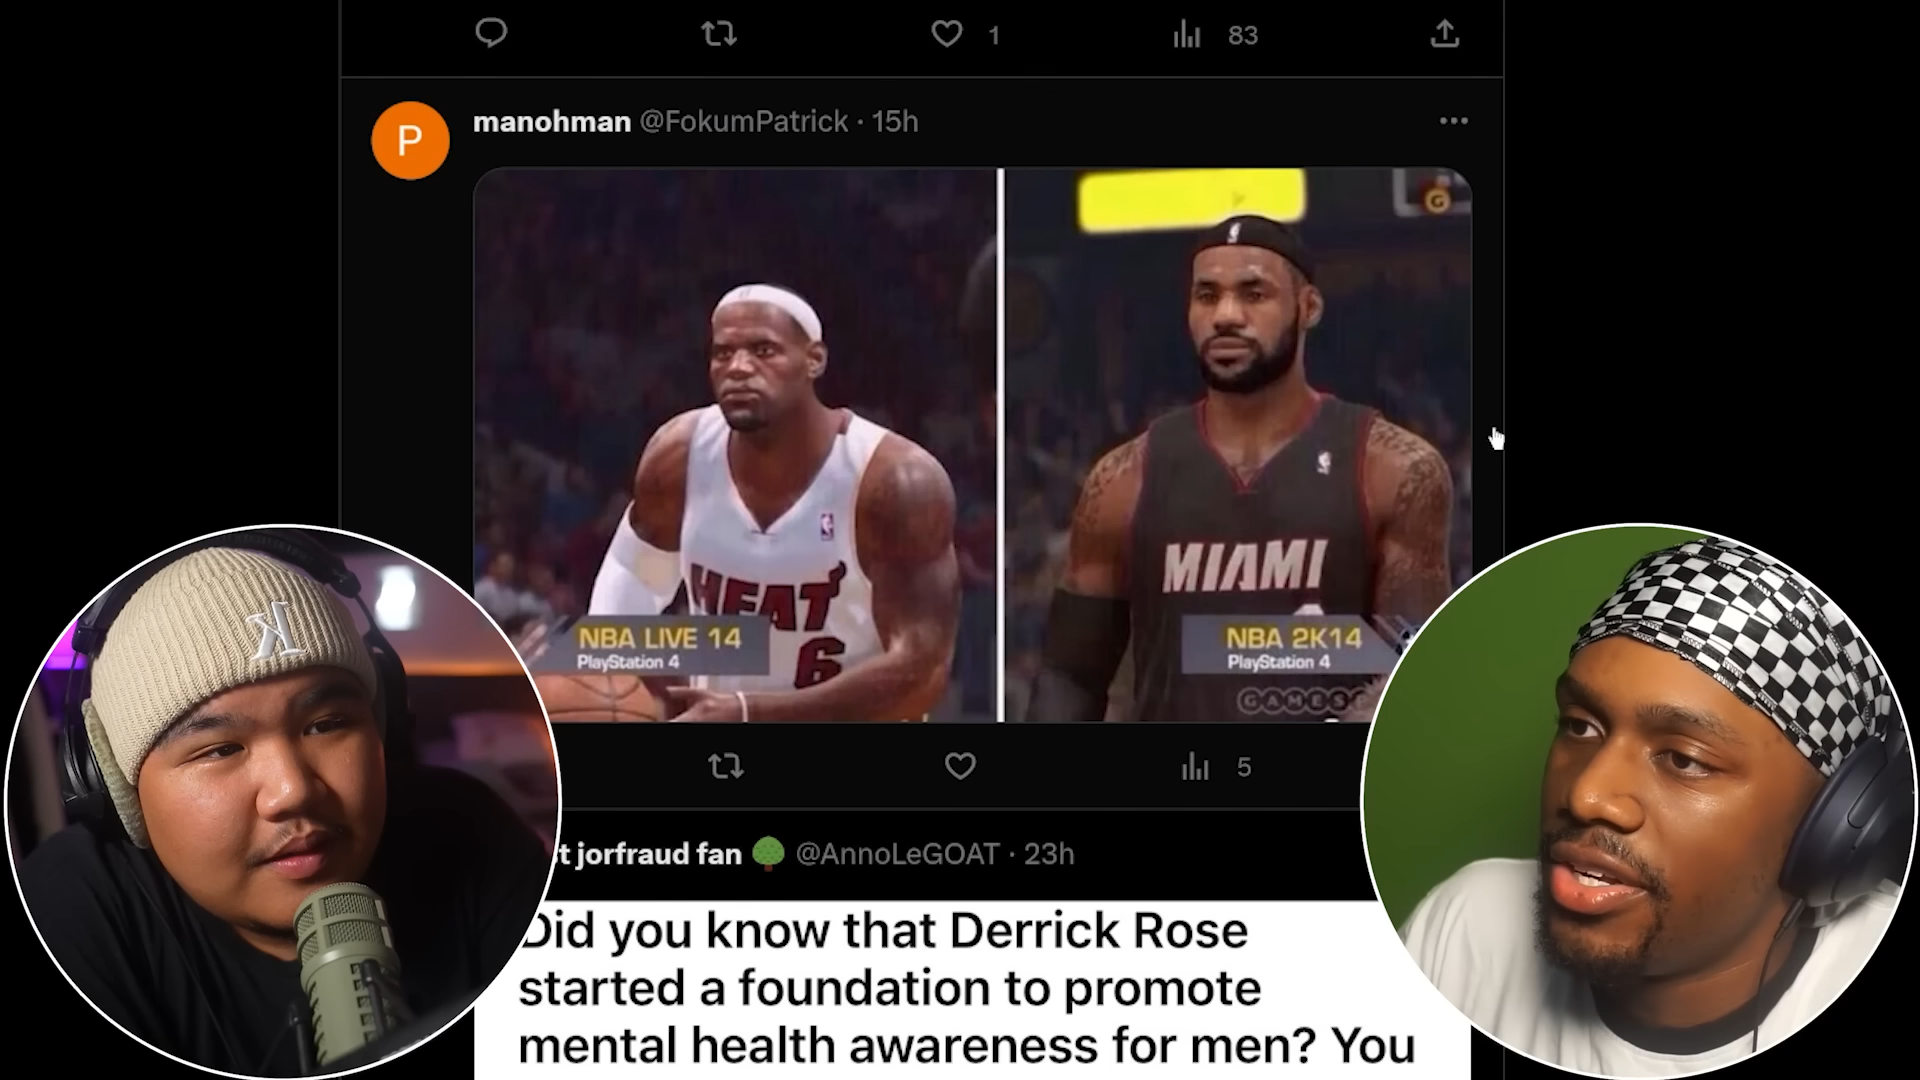 1
83
P
manohman @FokumPatrick · 15h
HEAT
6
NBA LIVE 14
PlayStation 4
G
MIAMI
NBA 2K14
PlayStation 4
GAMES
5
t jorfraud fan @AnnoLeGOAT · 23h
Did you know that Derrick Rose
started a foundation to promote
mental health awareness for men? You
K